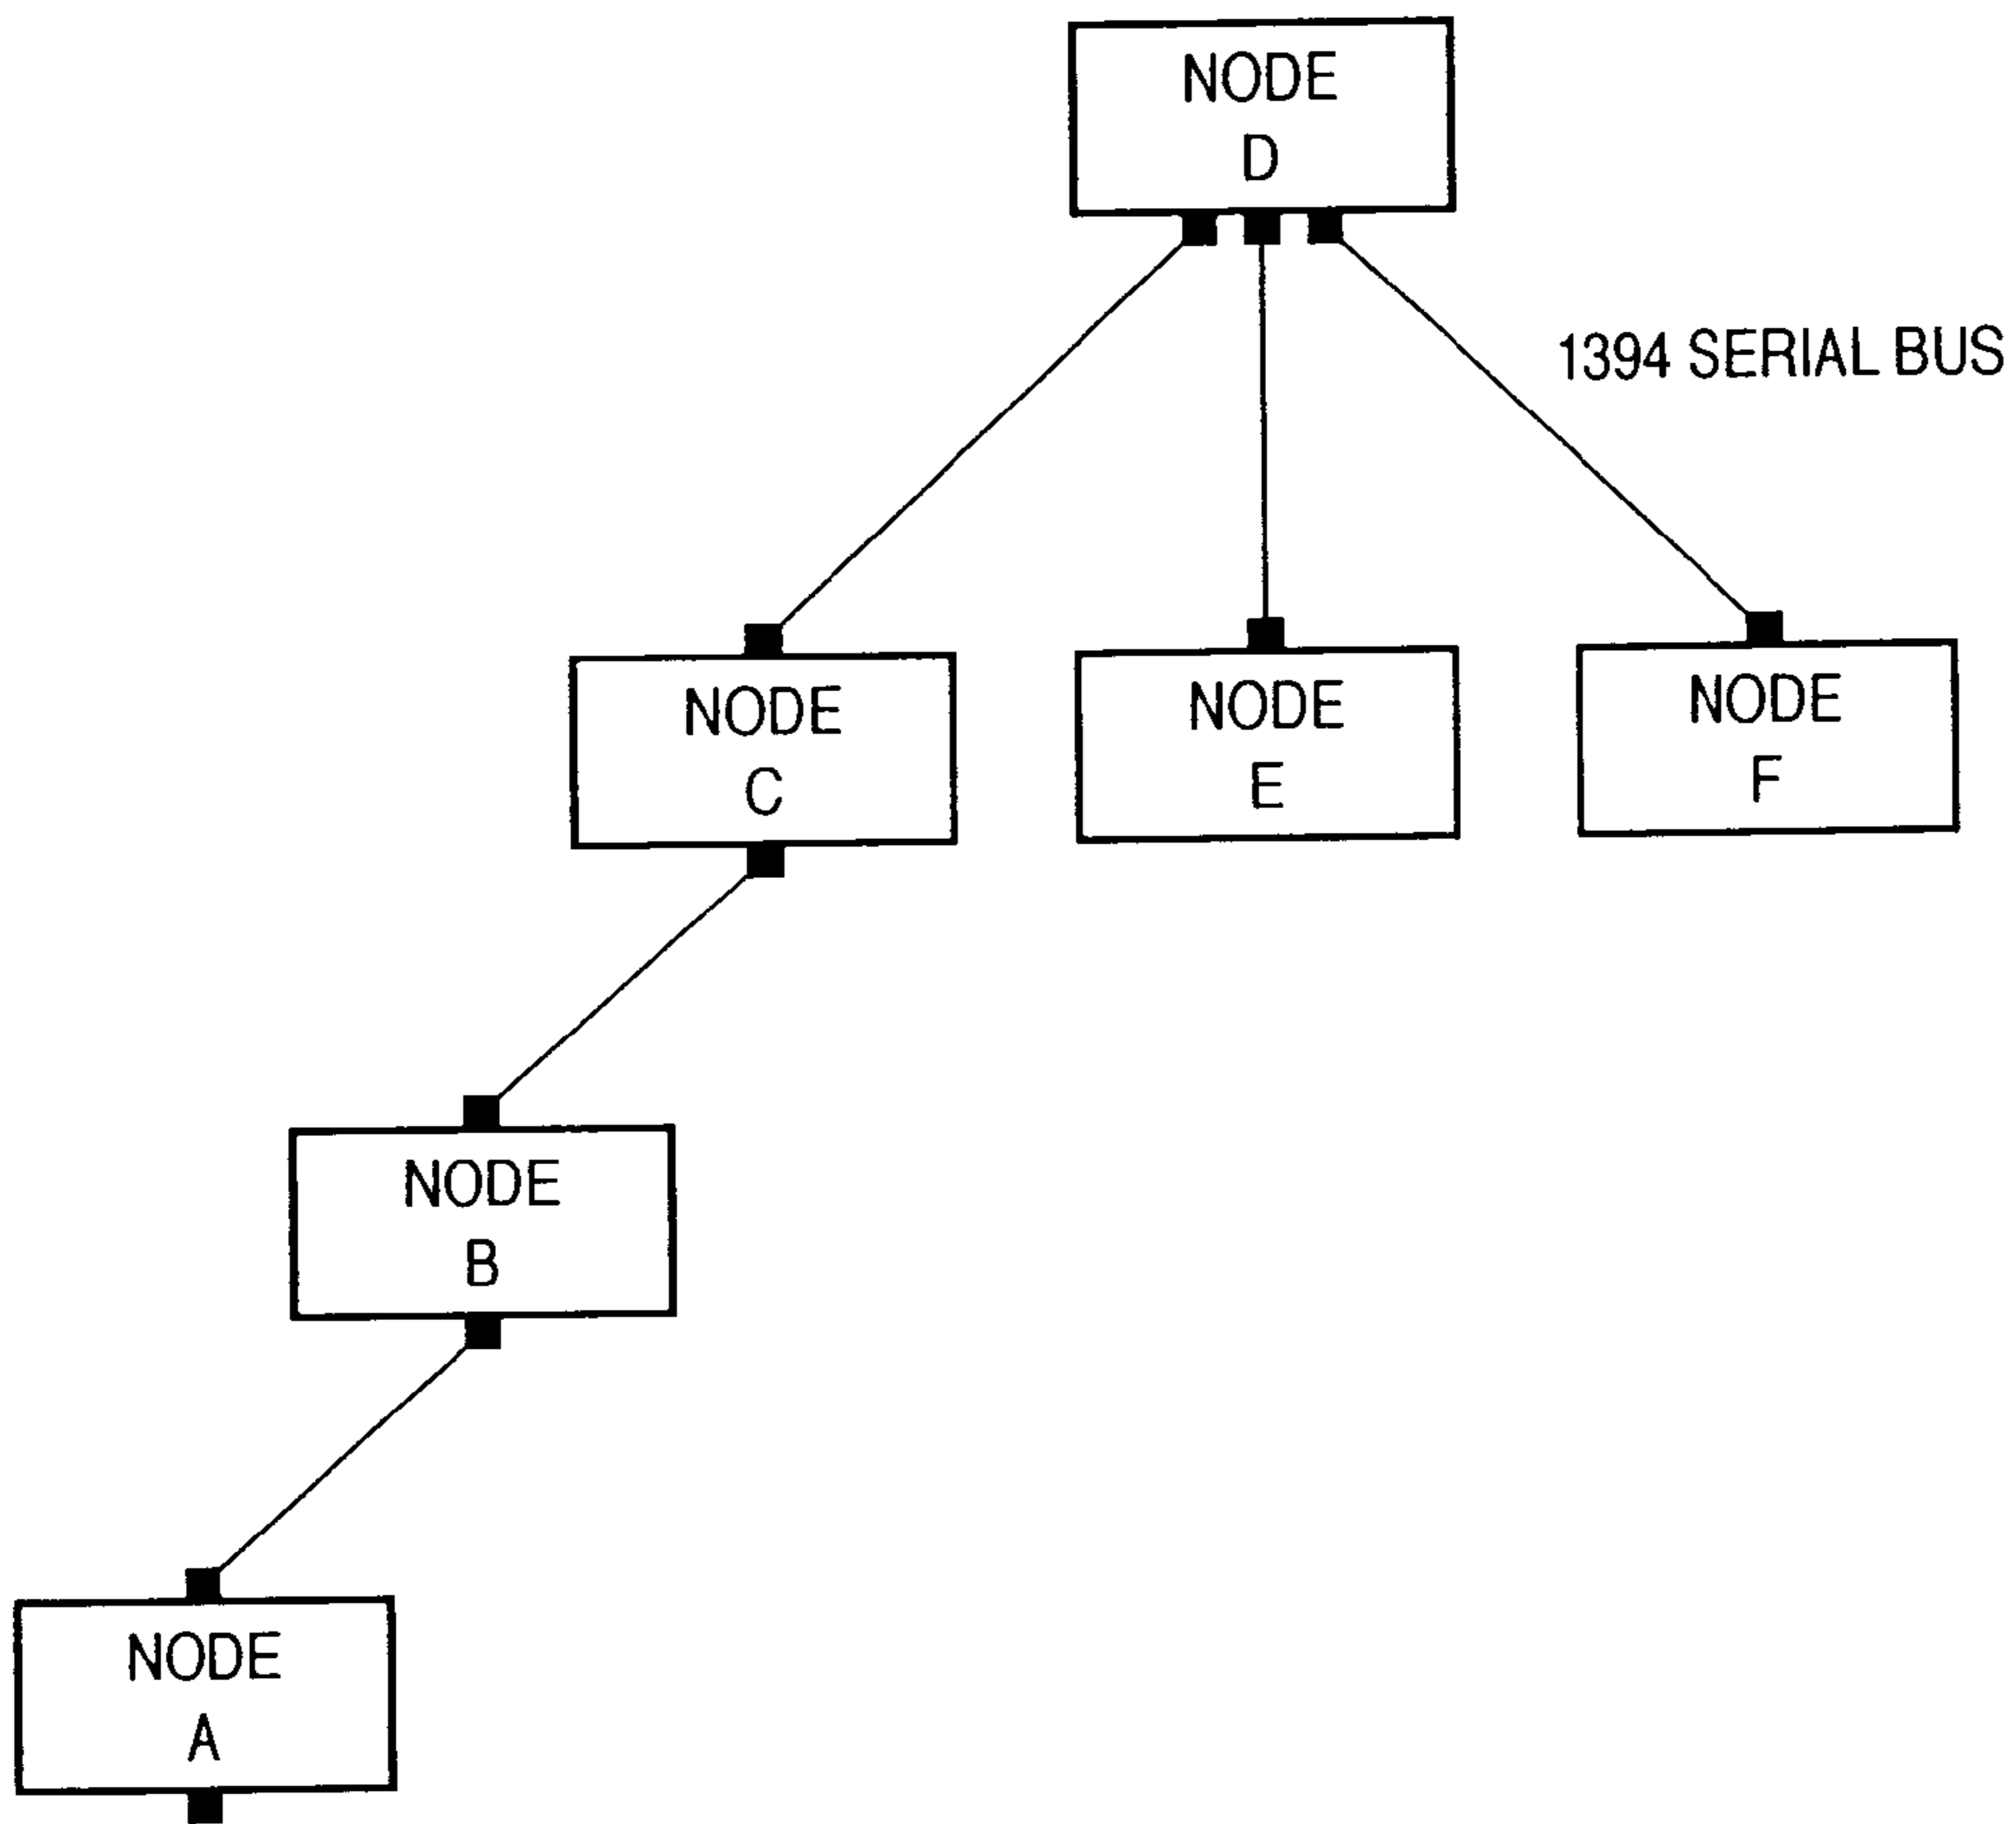 NODE
D
1394 SERIAL BUS
NODE
C
NODE
E
NODE
F
NODE
B
NODE
A